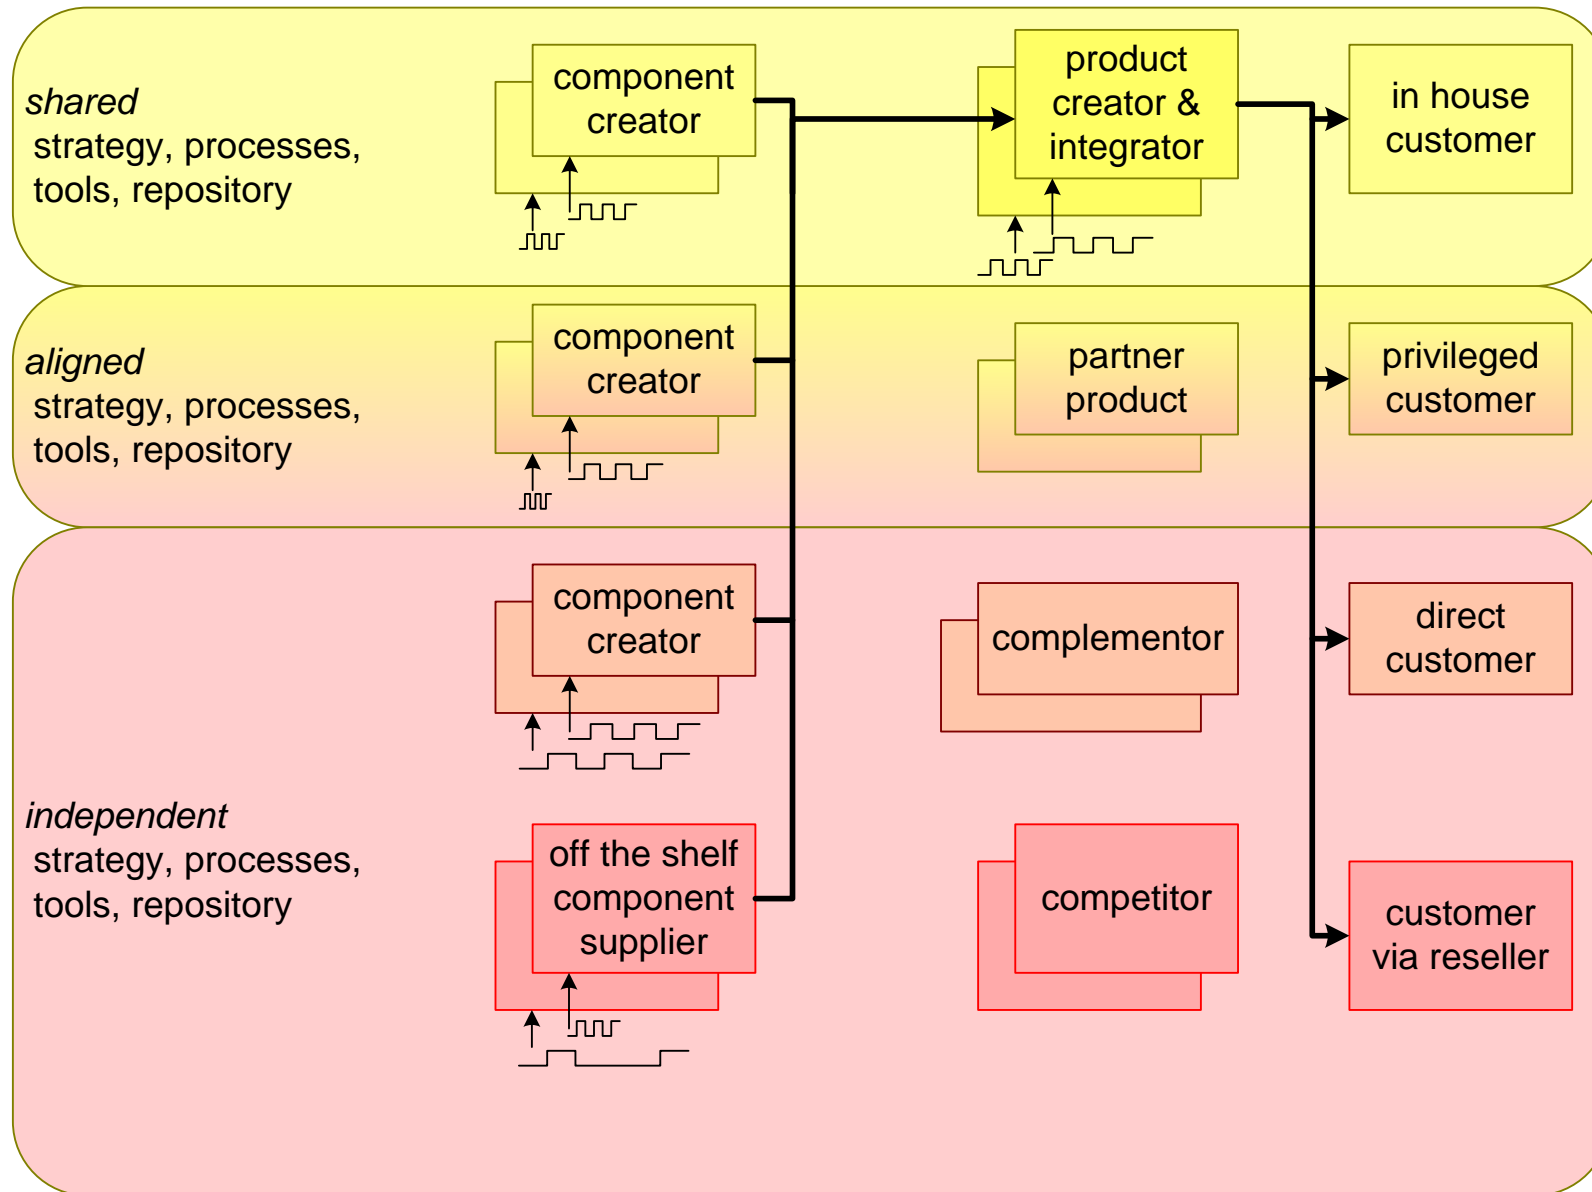 shared
strategy, processes,
tools, repository
component
creator
product
creator &
integrator
in house
customer
aligned
strategy, processes,
tools, repository
component
creator
partner
product
privileged
customer
component
creator
complementor
direct
customer
independent
strategy, processes,
tools, repository
off the shelf
component
supplier
competitor
customer
via reseller